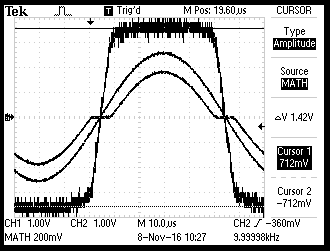 Tek Trig'd M Pos: 19.60µs CURSOR
Type
Amplitude
Source
MATH
ΔV 1.42V
Cursor 1
712mV
Cursor 2
-712mV
CH1 1.00V CH2 1.00V M 10.0µs CH2 -360mV
MATH 200mV 8-Nov-16 10:27 9.99998kHz